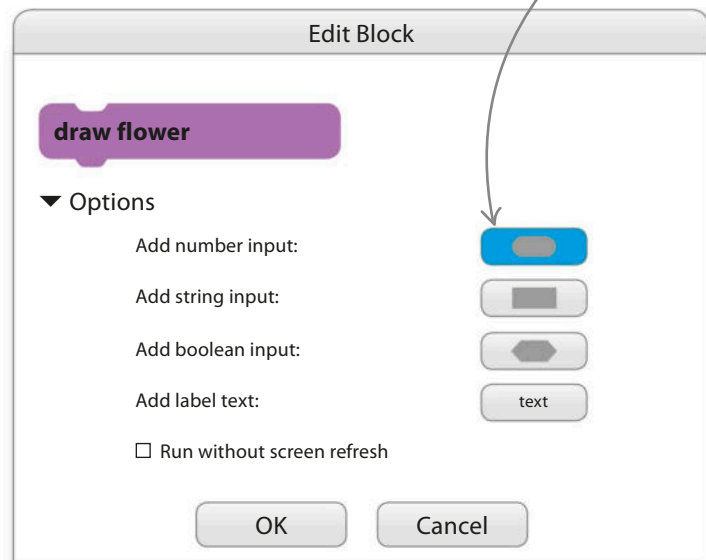 Edit Block
draw flower
Options
Add number input:
Add string input:
Add boolean input:
Add label text:
text
Run without screen refresh
OK
Cancel